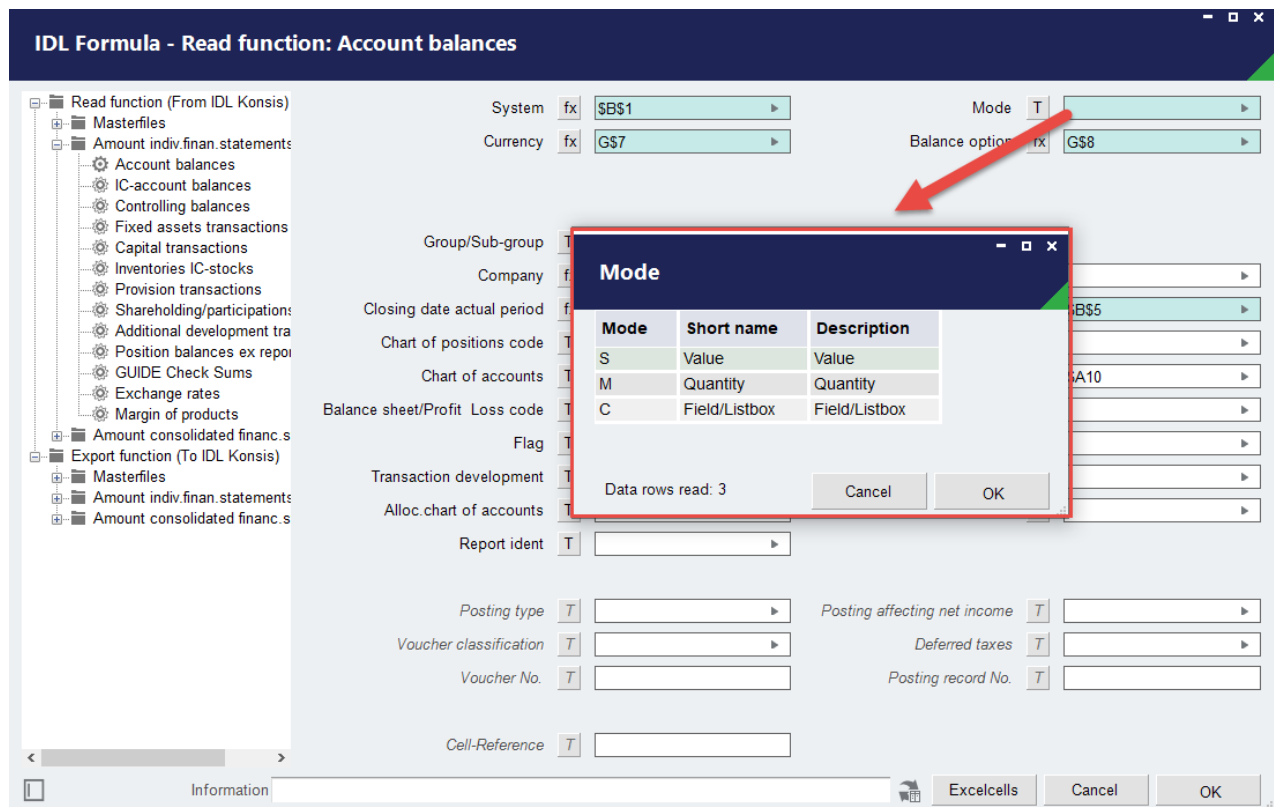 IDL Formula - Read function: Account balances
Read function (From IDL Konsis)
Masterfiles
Amount indiv.finan.statements
Account balances
IC-account balances
Controlling balances
Fixed assets transactions
Capital transactions
Inventories IC-stocks
Provision transactions
Shareholding/participations
Additional development tra
Position balances ex repor
GUIDE Check Sums
Exchange rates
Margin of products
Amount consolidated financ.s
Export function (To IDL Konsis)
Masterfiles
Amount indiv.finan.statements
Amount consolidated financ.s
System fx $B$1 Mode T
Currency fx G$7 Balance option fx G$8
Group/Sub-group T
Company f
Closing date actual period f $B$5
Chart of positions code T
Chart of accounts T $A10
Balance sheet/Profit Loss code T
Flag T
Transaction development T
Alloc.chart of accounts T
Report ident T
Posting type T Posting affecting net income T
Voucher classification T Deferred taxes T
Voucher No. T Posting record No. T
Cell-Reference T
Mode
Mode Short name Description
S Value Value
M Quantity Quantity
C Field/Listbox Field/Listbox
Data rows read: 3 Cancel OK
Information Excelcells Cancel OK